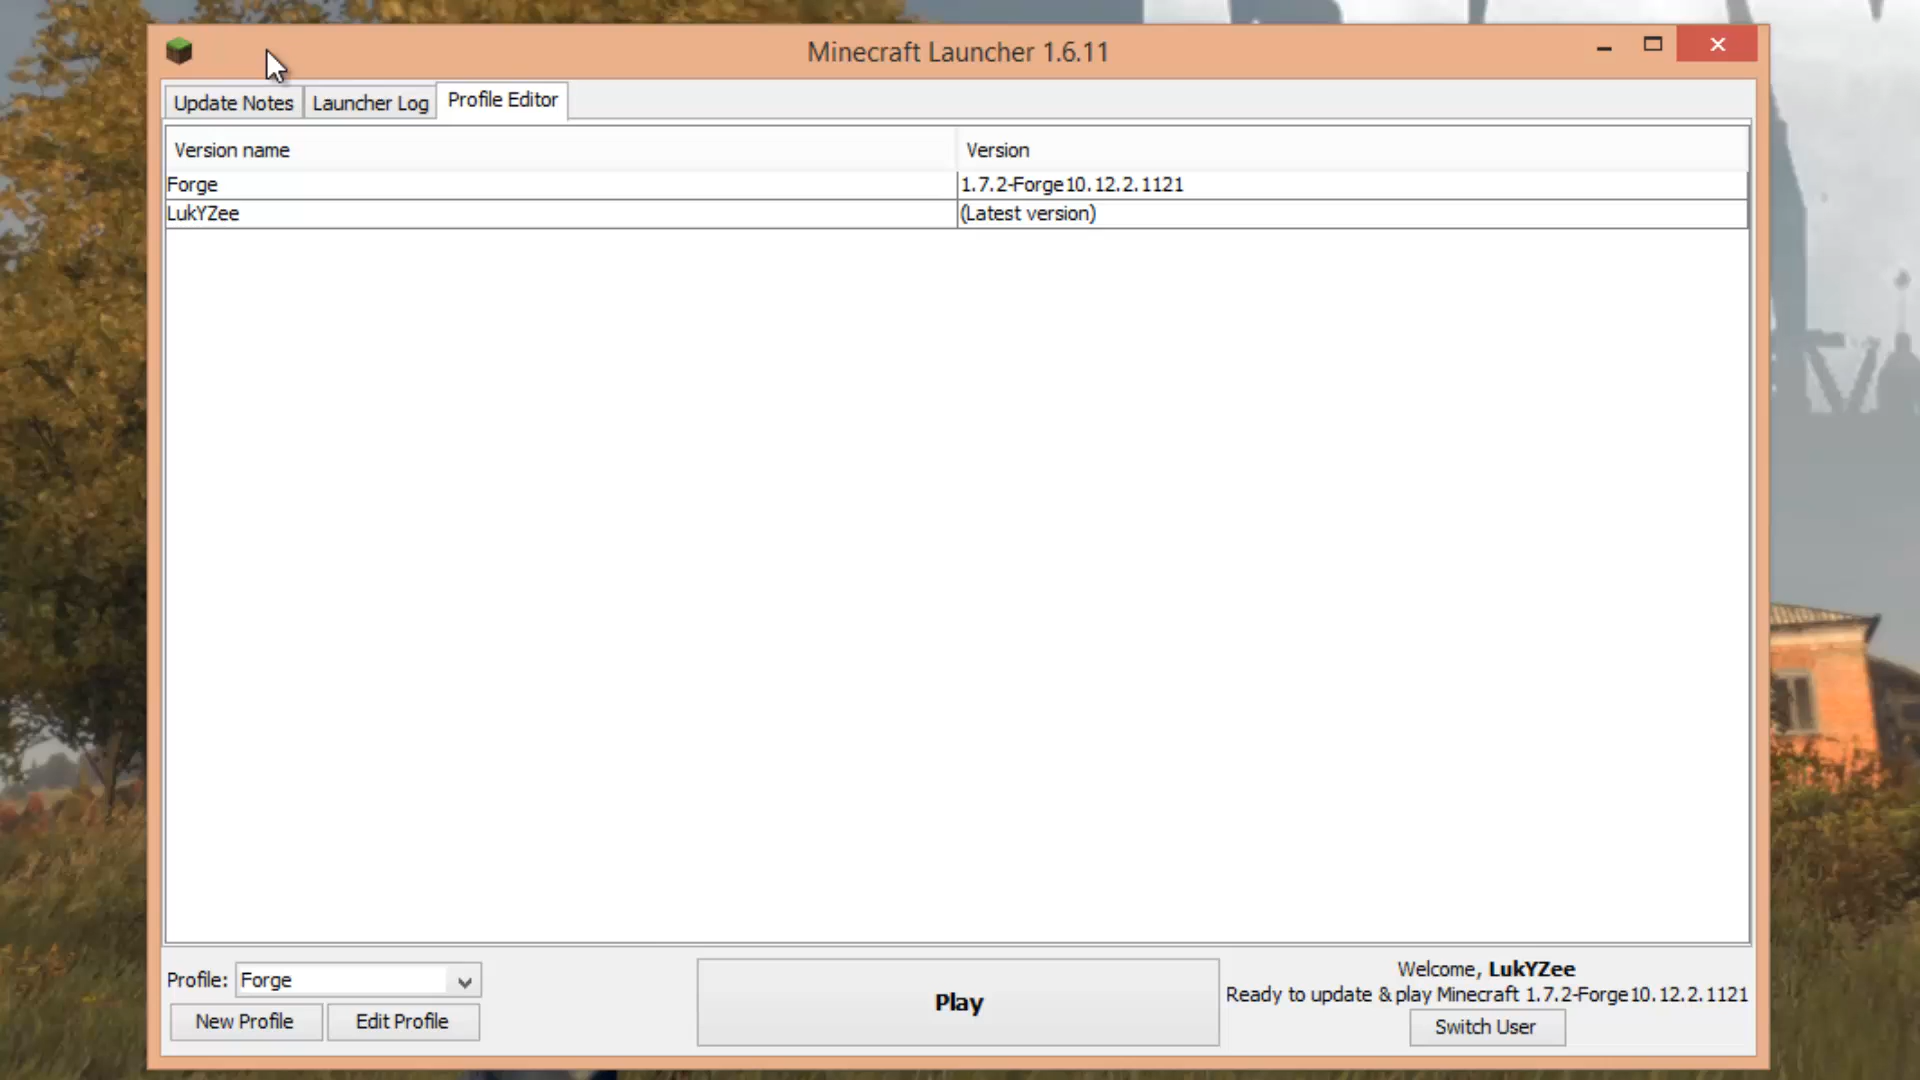 Minecraft Launcher 1.6.11
Update Notes Launcher Log Profile Editor
Version name Version
Forge 1.7.2-Forge10.12.2.1121
LukYZee (Latest version)
Profile: Forge
New Profile Edit Profile
Play
Welcome, LukYZee
Ready to update & play Minecraft 1.7.2-Forge10.12.2.1121
Switch User